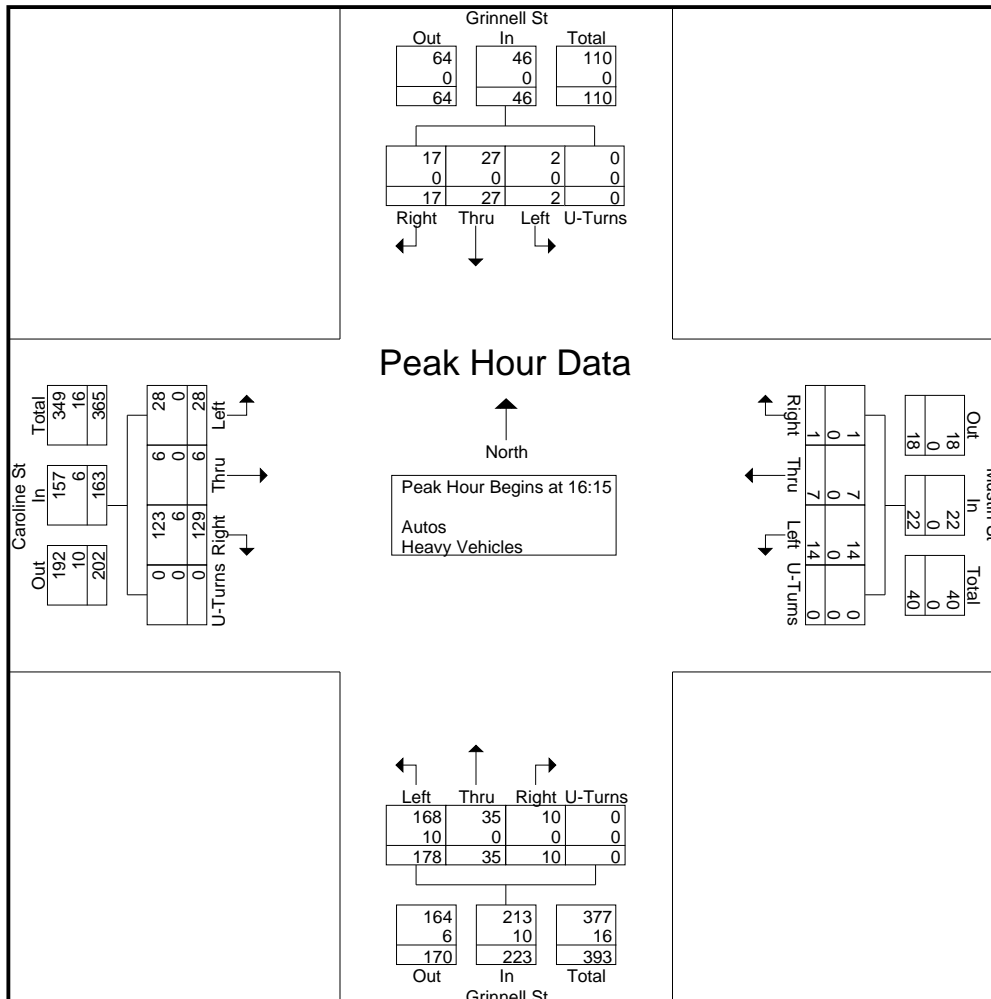 Grinnell St
Out In Total
64 46 110
0 0 0
64 46 110
17 27 2 0
0 0 0 0
17 27 2 0
Right Thru Left U-Turns
Peak Hour Data
North
Peak Hour Begins at 16:15
Autos
Heavy Vehicles
Caroline St
Out In Total
192 157 349
10 6 16
202 163 365
123 6 28
0 6 0 0
0 129 6 28
U-Turns Right Thru Left
Out In Total
18 22 40
0 0 0
18 22 40
1 7 14 0
0 0 0 0
1 7 14 0
Right Thru Left U-Turns
Left Thru Right U-Turns
168 35 10 0
10 0 0 0
178 35 10 0
164 213 377
6 10 16
170 223 393
Out In Total
Grinnell St